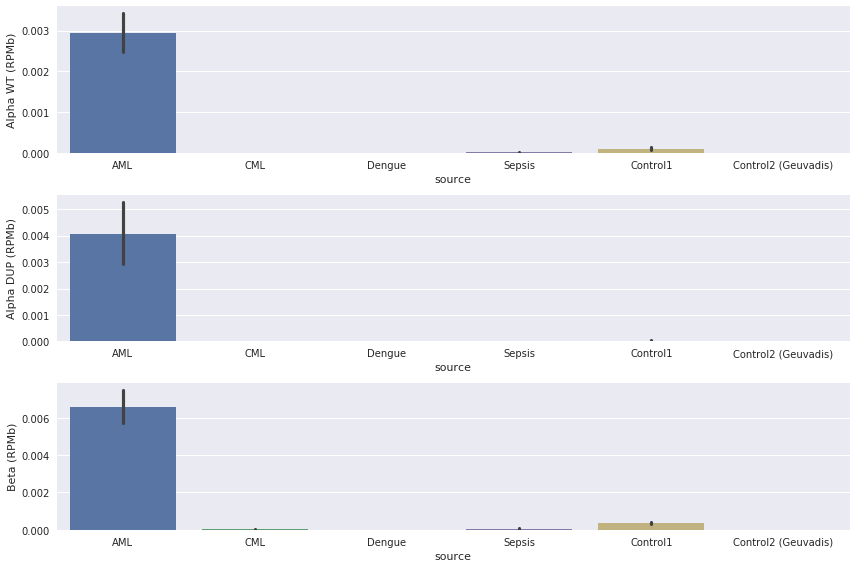 Alpha WT (RPMb)
0.003
0.002
0.001
0.000
AML CML Dengue Sepsis Control1 Control2 (Geuvadis)
source
Alpha DUP (RPMb)
0.005
0.004
0.003
0.002
0.001
0.000
AML CML Dengue Sepsis Control1 Control2 (Geuvadis)
source
Beta (RPMb)
0.006
0.004
0.002
0.000
AML CML Dengue Sepsis Control1 Control2 (Geuvadis)
source